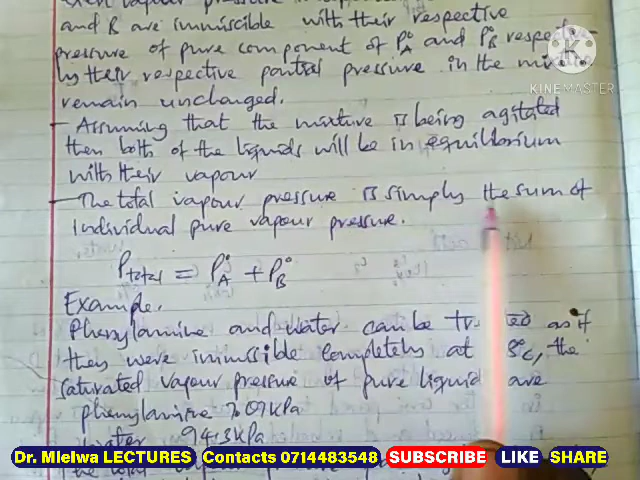 and B are immiscible with their respective
pressure of pure component of P°A and P°B respect-
ly their respective partial pressure in the
remain unchanged.
KINEMASTER
- Assuming that the mixture is being agitated
then both of the liquids will be in equilibrium
with their vapour
- The total vapour pressure is simply the sum of
individual pure vapour pressure.
Ptotal = P°A + P°B
Example.
Phenylamine and water can be as if
they were immissible completely at the
saturated vapour pressure of pure liquid are
phenylamine 7.07kPa
water 94.3kPa
Dr. Mlelwa LECTURES Contacts 0714483548 SUBSCRIBE LIKE SHARE
the total